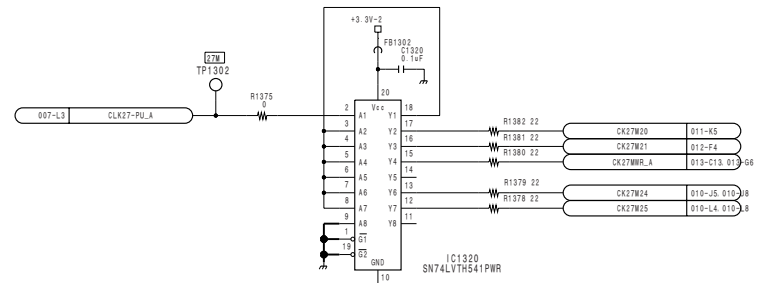 +3.3V-2
FB1302
C1320
0.1uF
27M
TP1302
R1375
0
007-L3 CLK27-PU_A
20
Vcc
2 A1 Y1 18
3 A2 Y2 17
4 A3 Y3 16
5 A4 Y4 15
6 A5 Y5 14
7 A6 Y6 13
8 A7 Y7 12
9 A8 Y8 11
1 G1
19 G2
GND
10
R1382 22
CK27M20 011-K5
R1381 22
CK27M21 012-F4
R1380 22
CK27MWR_A 013-C13.013-G6
R1379 22
CK27M24 010-J5.010-J8
R1378 22
CK27M25 010-L4.010-L8
IC1320
SN74LVTH541PWR